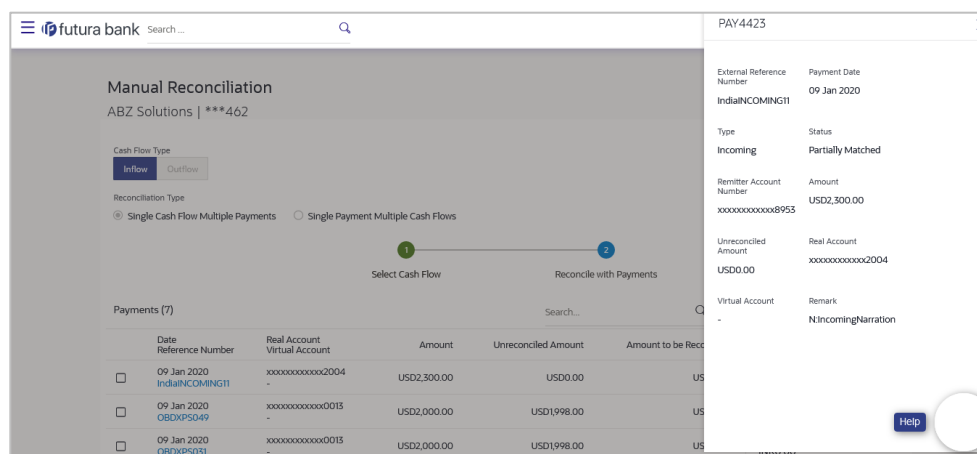 futura bank Search ...
Manual Reconciliation
ABZ Solutions | ***462
Cash Flow Type
Inflow Outflow
Reconciliation Type
Single Cash Flow Multiple Payments Single Payment Multiple Cash Flows
1 2
Select Cash Flow Reconcile with Payments
Payments (7) Search...
Date Real Account
Reference Number Virtual Account Amount Unreconciled Amount Amount to be
09 Jan 2020 xxxxxxxxxxxx2004
IndiaINCOMING11 - USD2,300.00 USD0.00
09 Jan 2020 xxxxxxxxxxxx0013
OBDXPS049 - USD2,000.00 USD1,998.00
09 Jan 2020 xxxxxxxxxxxx0013
OBDXPS031 - USD2,000.00 USD1,998.00
PAY4423
External Reference Payment Date
Number 09 Jan 2020
IndiaINCOMING11
Type Status
Incoming Partially Matched
Remitter Account Amount
Number USD2,300.00
xxxxxxxxxxxx8953
Unreconciled Real Account
Amount xxxxxxxxxxxx2004
USD0.00
Virtual Account Remark
- N:IncomingNarration
Help